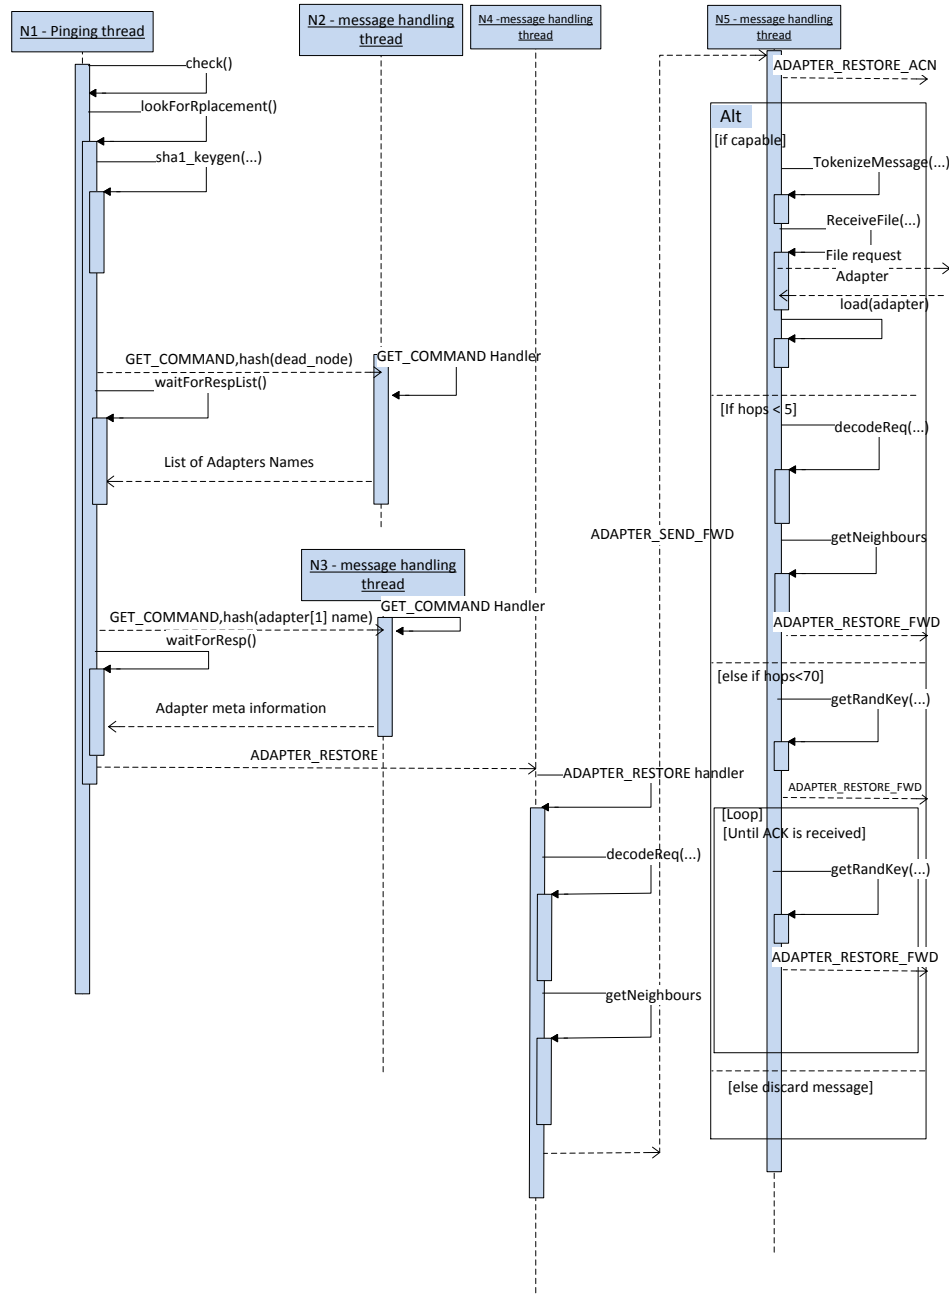 N1 - Pinging thread
N2 - message handling
thread
N4 -message handling
thread
N5 - message handling
thread
check()
lookForRplacement()
sha1_keygen(...)
GET_COMMAND,hash(dead_node)
GET_COMMAND Handler
waitForRespList()
List of Adapters Names
N3 - message handling
thread
GET_COMMAND Handler
GET_COMMAND,hash(adapter[1] name)
waitForResp()
Adapter meta information
ADAPTER_RESTORE
ADAPTER_RESTORE handler
decodeReq(...)
getNeighbours
ADAPTER_SEND_FWD
ADAPTER_RESTORE_ACN
Alt
[if capable]
TokenizeMessage(...)
ReceiveFile(...)
File request
Adapter
load(adapter)
[If hops < 5]
decodeReq(...)
getNeighbours
ADAPTER_RESTORE_FWD
[else if hops<70]
getRandKey(...)
ADAPTER_RESTORE_FWD
[Loop]
[Until ACK is received]
getRandKey(...)
ADAPTER_RESTORE_FWD
[else discard message]